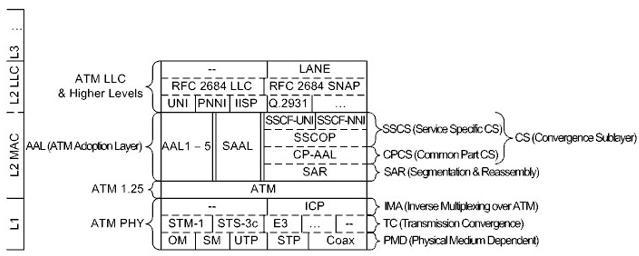 L3 ...
L2 LLC
L2 MAC
L1
ATM LLC
& Higher Levels
-- LANE
RFC 2684 LLC RFC 2684 SNAP
UNI PNNI IISP Q.2931 ...
AAL (ATM Adoption Layer)
AAL1 – 5 SAAL
SSCF-UNI SSCF-NNI
SSCOP
CP-AAL
SAR
SSCS (Service Specific CS)
CPCS (Common Part CS)
CS (Convergence Sublayer)
SAR (Segmentation & Reassembly)
ATM 1.25 ATM
ATM PHY
-- ICP IMA (Inverse Multiplexing over ATM)
STM-1 STS-3c E3 ... -- TC (Transmission Convergence)
OM SM UTP STP Coax PMD (Physical Medium Dependent)